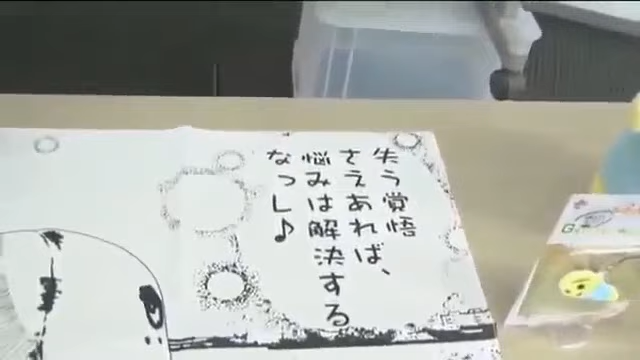 失う覚悟
さえあれば、
悩みは解決する
なっし♪